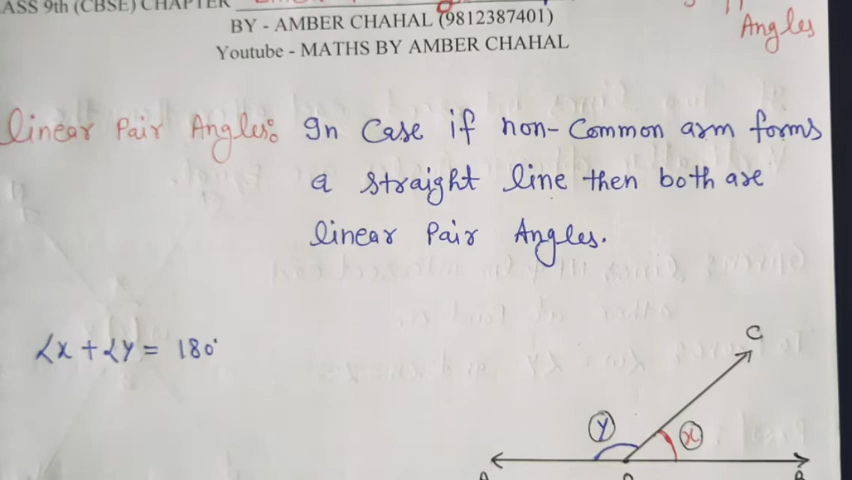 ASS 9th (CBSE) CHAPTER
BY - AMBER CHAHAL (9812387401)
Youtube - MATHS BY AMBER CHAHAL
Angles
Linear Pair Angles: In Case if non-Common arm forms
a straight line then both are
linear Pair Angles.
∠x + ∠y = 180°
C
y
x